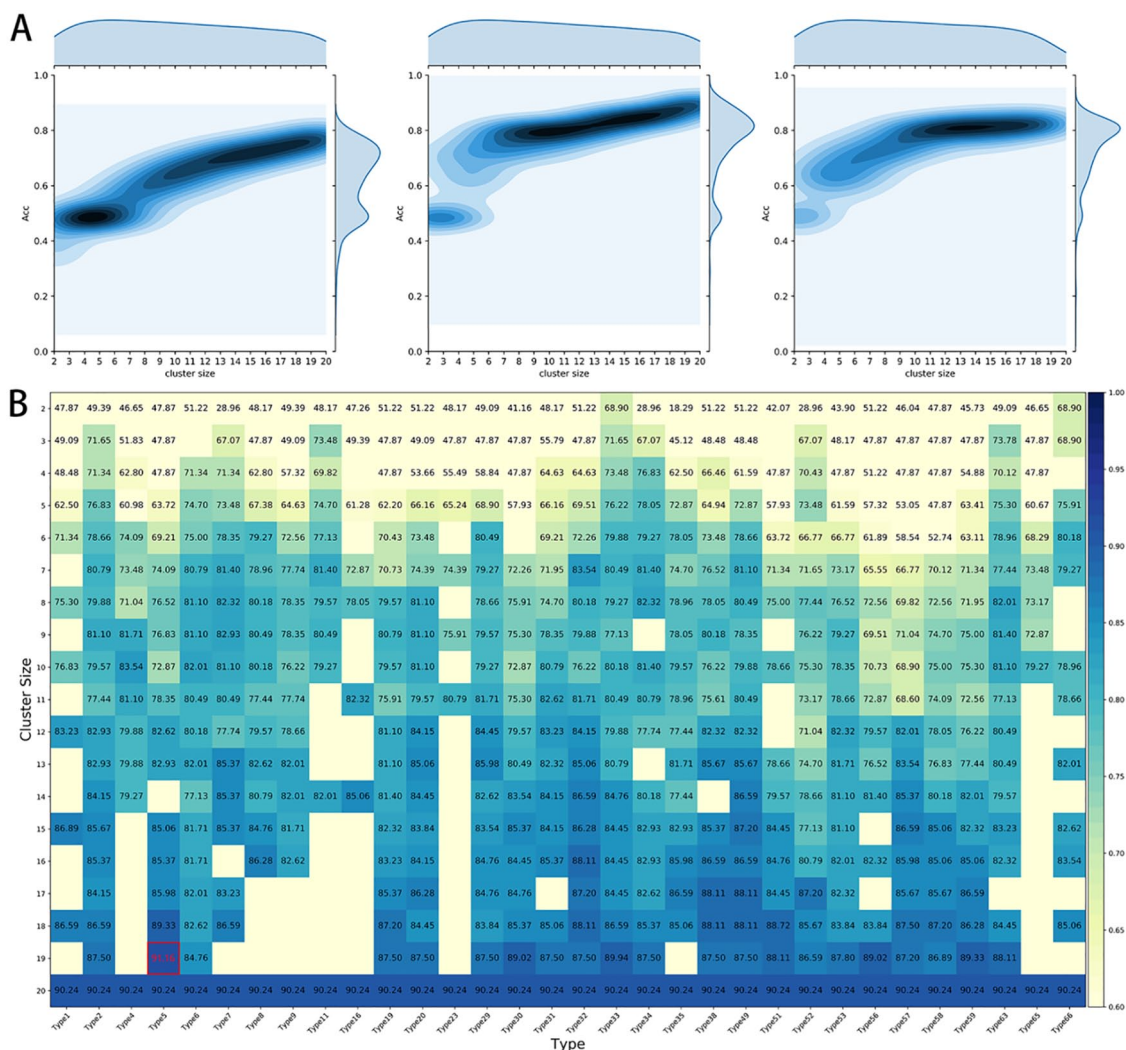 A
1.0 1.0 1.0
0.8 0.8 0.8
0.6 0.6 0.6
Acc Acc Acc
0.4 0.4 0.4
0.2 0.2 0.2
0.0 0.0 0.0
2 3 4 5 6 7 8 9 10 11 12 13 14 15 16 17 18 19 20 2 3 4 5 6 7 8 9 10 11 12 13 14 15 16 17 18 19 20 2 3 4 5 6 7 8 9 10 11 12 13 14 15 16 17 18 19 20
cluster size cluster size cluster size
B
2 47.87 49.39 46.65 47.87 51.22 28.96 48.17 49.39 48.17 47.26 51.22 51.22 48.17 49.09 41.16 48.17 51.22 68.90 28.96 18.29 51.22 51.22 42.07 28.96 43.90 51.22 46.04 47.87 45.73 49.09 46.65 68.90 1.00
3 49.09 71.65 51.83 47.87 67.07 47.87 49.09 73.48 49.39 47.87 49.09 47.87 47.87 47.87 55.79 47.87 71.65 67.07 45.12 48.48 48.48 67.07 48.17 47.87 47.87 47.87 47.87 73.78 47.87 68.90
4 48.48 71.34 62.80 47.87 71.34 71.34 62.80 57.32 69.82 47.87 53.66 55.49 58.84 47.87 64.63 64.63 73.48 76.83 62.50 66.46 61.59 47.87 70.43 47.87 51.22 47.87 47.87 54.88 70.12 47.87 0.95
5 62.50 76.83 60.98 63.72 74.70 73.48 67.38 64.63 74.70 61.28 62.20 66.16 65.24 68.90 57.93 66.16 69.51 76.22 78.05 72.87 64.94 72.87 57.93 73.48 61.59 57.32 53.05 47.87 63.41 75.30 60.67 75.91
6 71.34 78.66 74.09 69.21 75.00 78.35 79.27 72.56 77.13 70.43 73.48 80.49 69.21 72.26 79.88 79.27 78.05 73.48 78.66 63.72 66.77 66.77 61.89 58.54 52.74 63.11 78.96 68.29 80.18 0.90
7 80.79 73.48 74.09 80.79 81.40 78.96 77.74 81.40 72.87 70.73 74.39 74.39 79.27 72.26 71.95 83.54 80.49 81.40 74.70 76.52 81.10 71.34 71.65 73.17 65.55 66.77 70.12 71.34 77.44 73.48 79.27
8 75.30 79.88 71.04 76.52 81.10 82.32 80.18 78.35 79.57 78.05 79.57 81.10 78.66 75.91 74.70 80.18 79.27 82.32 78.96 78.05 80.49 75.00 77.44 76.52 72.56 69.82 72.56 71.95 82.01 73.17
9 81.10 81.71 76.83 81.10 82.93 80.49 78.35 80.49 80.79 81.10 75.91 79.57 75.30 78.35 79.88 77.13 78.05 80.18 78.35 76.22 79.27 69.51 71.04 74.70 75.00 81.40 72.87 0.85
10 76.83 79.57 83.54 72.87 82.01 81.10 80.18 76.22 79.27 79.57 81.10 79.27 72.87 80.79 76.22 80.18 81.40 79.57 76.22 79.88 78.66 75.30 78.35 70.73 68.90 75.00 75.30 81.10 79.27 78.96
11 77.44 81.10 78.35 80.49 80.49 77.44 77.74 82.32 75.91 79.57 80.79 81.71 75.30 82.62 81.71 80.49 80.79 78.96 75.61 80.49 73.17 78.66 72.87 68.60 74.09 72.56 77.13 78.66 0.80
Cluster Size
12 83.23 82.93 79.88 82.62 80.18 77.74 79.57 78.66 81.10 84.15 84.45 79.57 83.23 84.15 79.88 77.74 77.44 82.32 82.32 71.04 82.32 79.57 82.01 78.05 76.22 80.49
13 82.93 79.88 82.93 82.01 85.37 82.62 82.01 81.10 84.15 85.98 80.49 82.32 85.06 80.79 81.71 85.67 85.67 78.66 74.70 81.71 76.52 83.54 76.83 77.44 80.49 82.01 0.75
14 84.15 79.27 77.13 85.37 80.79 82.01 82.01 85.06 81.40 84.45 82.62 83.54 84.15 86.59 84.76 80.18 77.44 86.59 79.57 78.66 81.10 81.40 85.37 80.18 82.01 79.57
15 86.89 85.67 85.06 81.71 85.37 84.76 81.71 82.32 83.84 83.54 85.37 84.15 86.28 84.45 82.93 82.93 85.37 87.20 84.45 77.13 81.10 86.59 85.06 82.32 83.23 82.62
16 85.37 85.37 81.71 86.28 82.62 83.23 84.15 84.76 84.45 85.37 88.11 84.45 82.93 85.98 86.59 86.59 84.76 80.79 82.01 82.32 85.98 85.06 82.62 82.32 83.54 0.70
17 84.15 85.98 82.01 83.23 85.37 86.28 84.76 84.76 87.20 84.45 82.62 86.59 88.11 88.11 84.45 87.20 82.32 85.67 85.67 86.59
18 86.59 86.59 89.33 82.62 86.59 87.20 84.45 83.84 85.37 85.06 88.11 86.59 85.37 85.06 88.11 88.11 88.72 85.67 83.84 83.84 87.50 87.20 88.11 84.45 85.06 0.65
19 87.50 84.76 87.50 87.50 87.50 89.02 87.50 87.50 89.94 87.50 87.50 87.50 88.11 86.59 87.80 89.02 87.20 86.89 89.33 88.11
20 90.24 90.24 90.24 90.24 90.24 90.24 90.24 90.24 90.24 90.24 90.24 90.24 90.24 90.24 90.24 90.24 90.24 90.24 90.24 90.24 90.24 90.24 90.24 90.24 90.24 90.24 90.24 90.24 90.24 90.24 90.24 90.24 0.60
Type1 Type2 Type4 Type5 Type6 Type7 Type8 Type9 Type11 Type16 Type19 Type20 Type23 Type29 Type30 Type31 Type32 Type33 Type34 Type35 Type38 Type49 Type51 Type52 Type53 Type56 Type57 Type58 Type59 Type63 Type65 Type66
Type